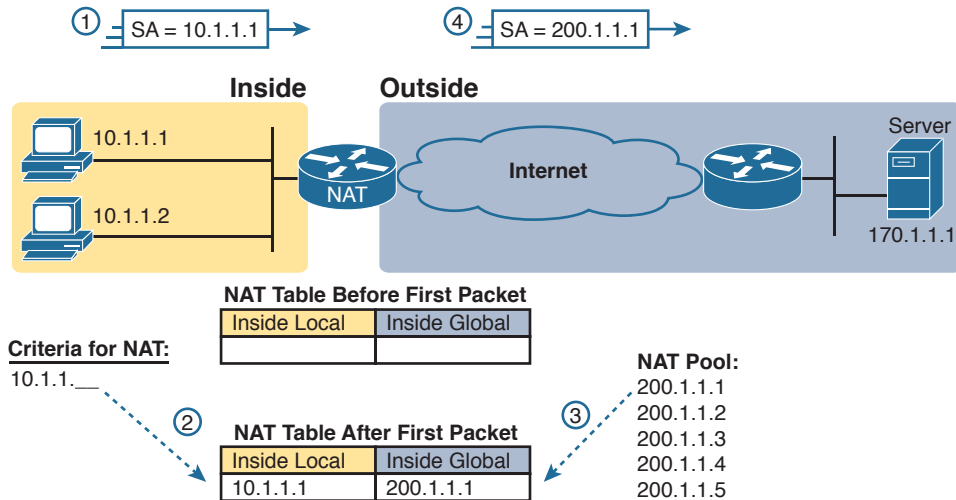 1
SA = 10.1.1.1
4
SA = 200.1.1.1
Inside
Outside
10.1.1.1
10.1.1.2
NAT
Internet
Server
170.1.1.1
NAT Table Before First Packet
Inside Local
Inside Global
Criteria for NAT:
10.1.1.__
2
NAT Table After First Packet
Inside Local
Inside Global
10.1.1.1
200.1.1.1
3
NAT Pool:
200.1.1.1
200.1.1.2
200.1.1.3
200.1.1.4
200.1.1.5